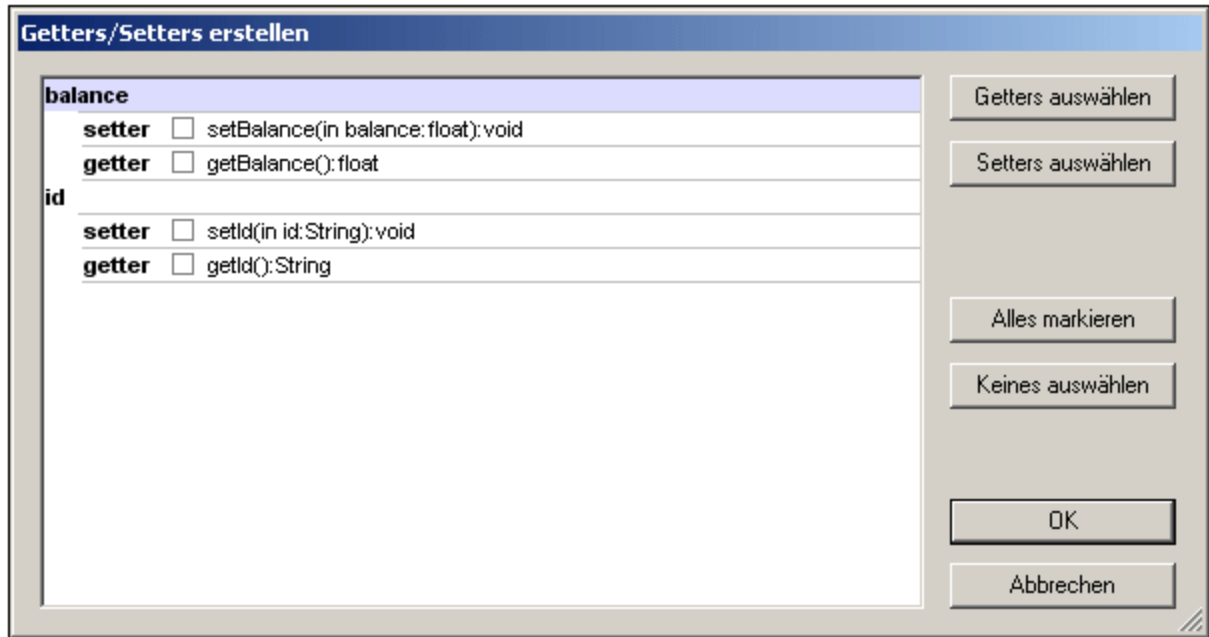 Getters/Setters erstellen
balance
setter setBalance(in balance:float):void
getter getBalance():float
id
setter setId(in id:String):void
getter getId():String
Getters auswählen
Setters auswählen
Alles markieren
Keines auswählen
OK
Abbrechen